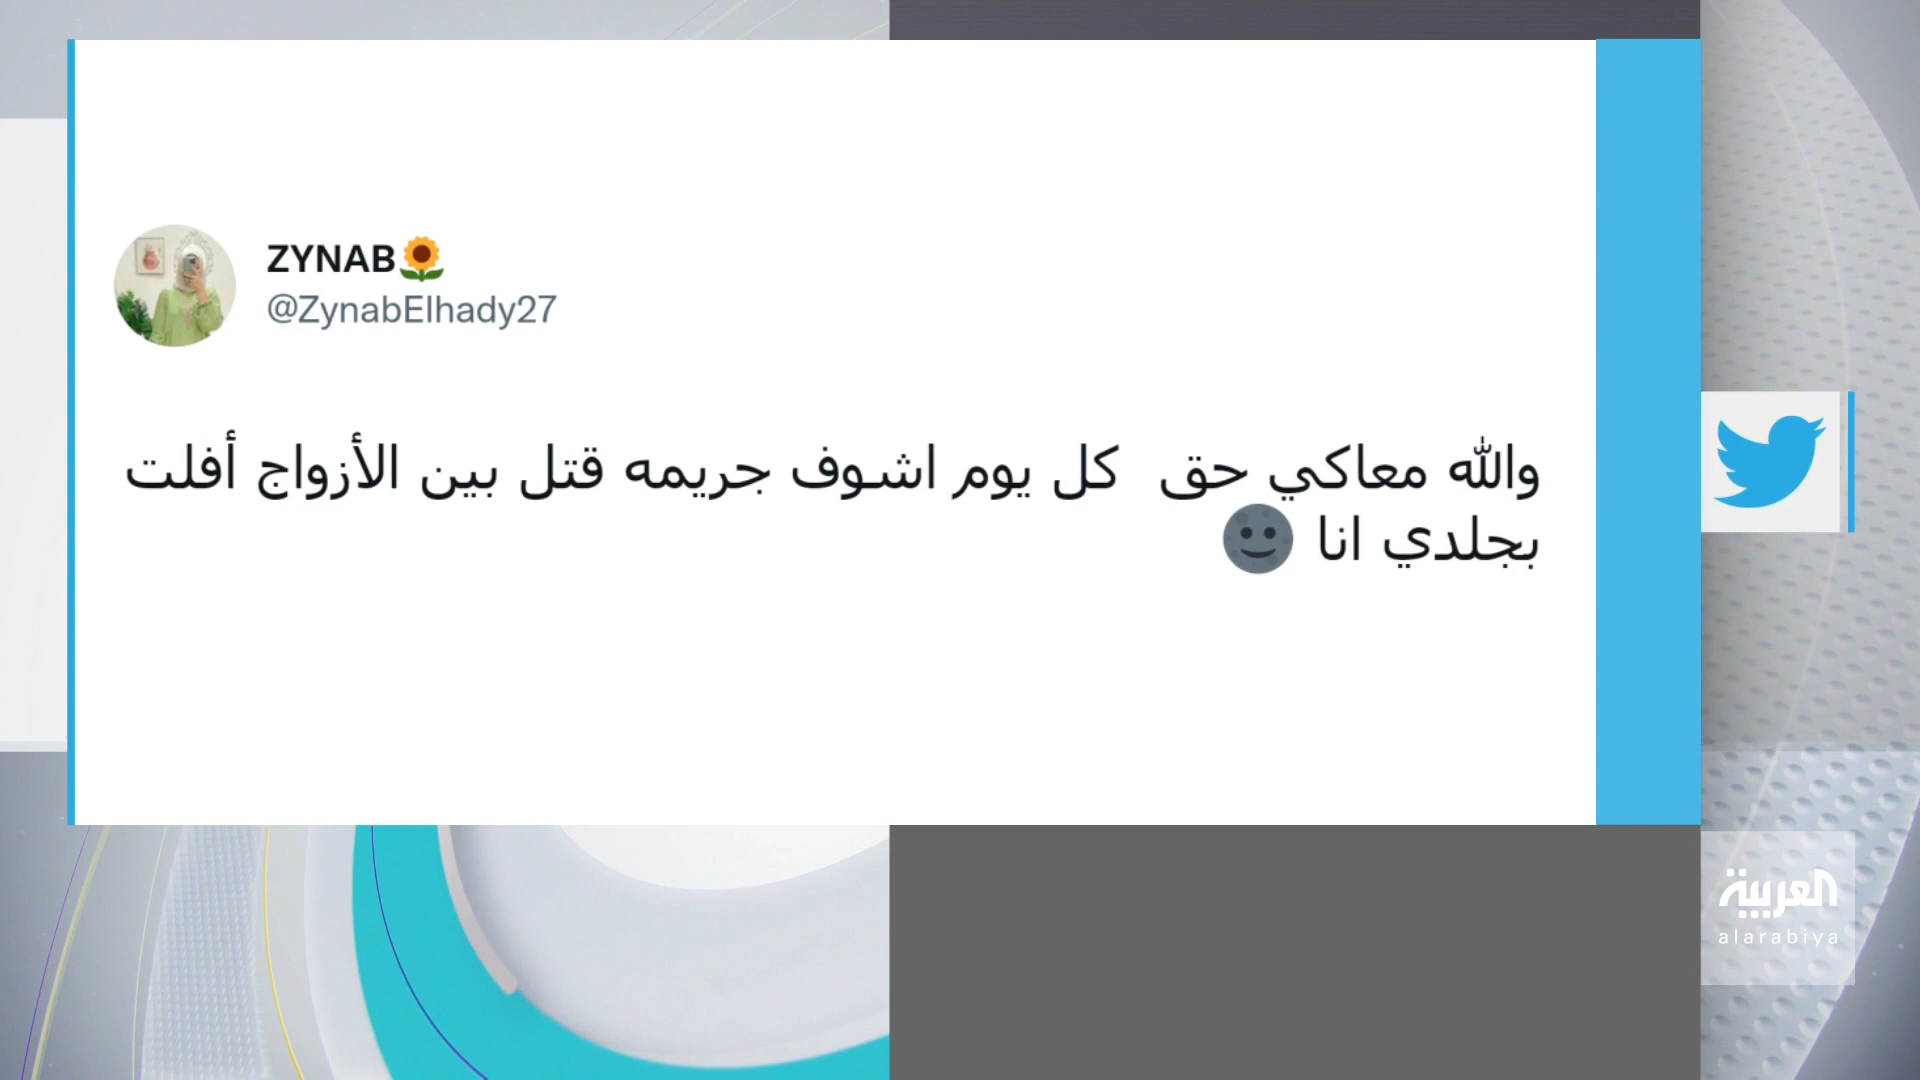 ZYNAB🌻
@ZynabElhady27
والله معاكي حق كل يوم اشوف جريمه قتل بين الأزواج أفلت
بجلدي انا 🌚
العربية
alarabiya